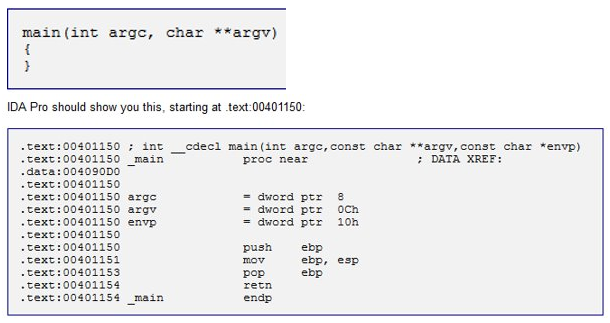 main(int argc, char **argv)
{
}
IDA Pro should show you this, starting at .text:00401150:
.text:00401150 ; int __cdecl main(int argc,const char **argv,const char *envp)
.text:00401150 _main           proc near               ; DATA XREF:
.data:004090D0
.text:00401150
.text:00401150 argc            = dword ptr  8
.text:00401150 argv            = dword ptr  0Ch
.text:00401150 envp            = dword ptr  10h
.text:00401150
.text:00401150                 push    ebp
.text:00401151                 mov     ebp, esp
.text:00401153                 pop     ebp
.text:00401154                 retn
.text:00401154 _main           endp